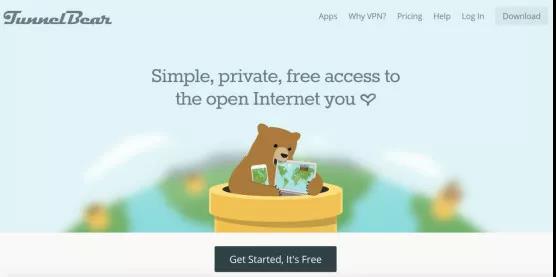 TunnelBear
Apps Why VPN? Pricing Help Log In Download
Simple, private, free access to
the open Internet you
Get Started, It's Free